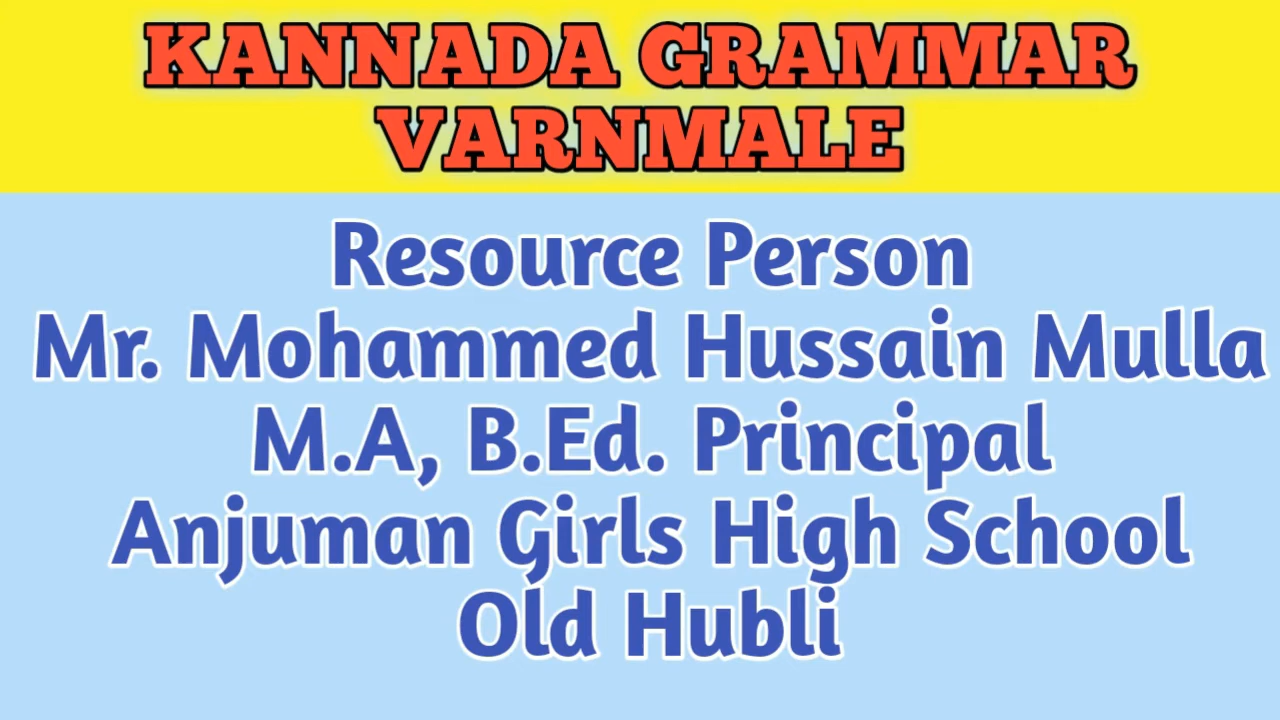 KANNADA GRAMMAR
VARNMALE
Resource Person
Mr. Mohammed Hussain Mulla
M.A, B.Ed. Principal
Anjuman Girls High School
Old Hubli